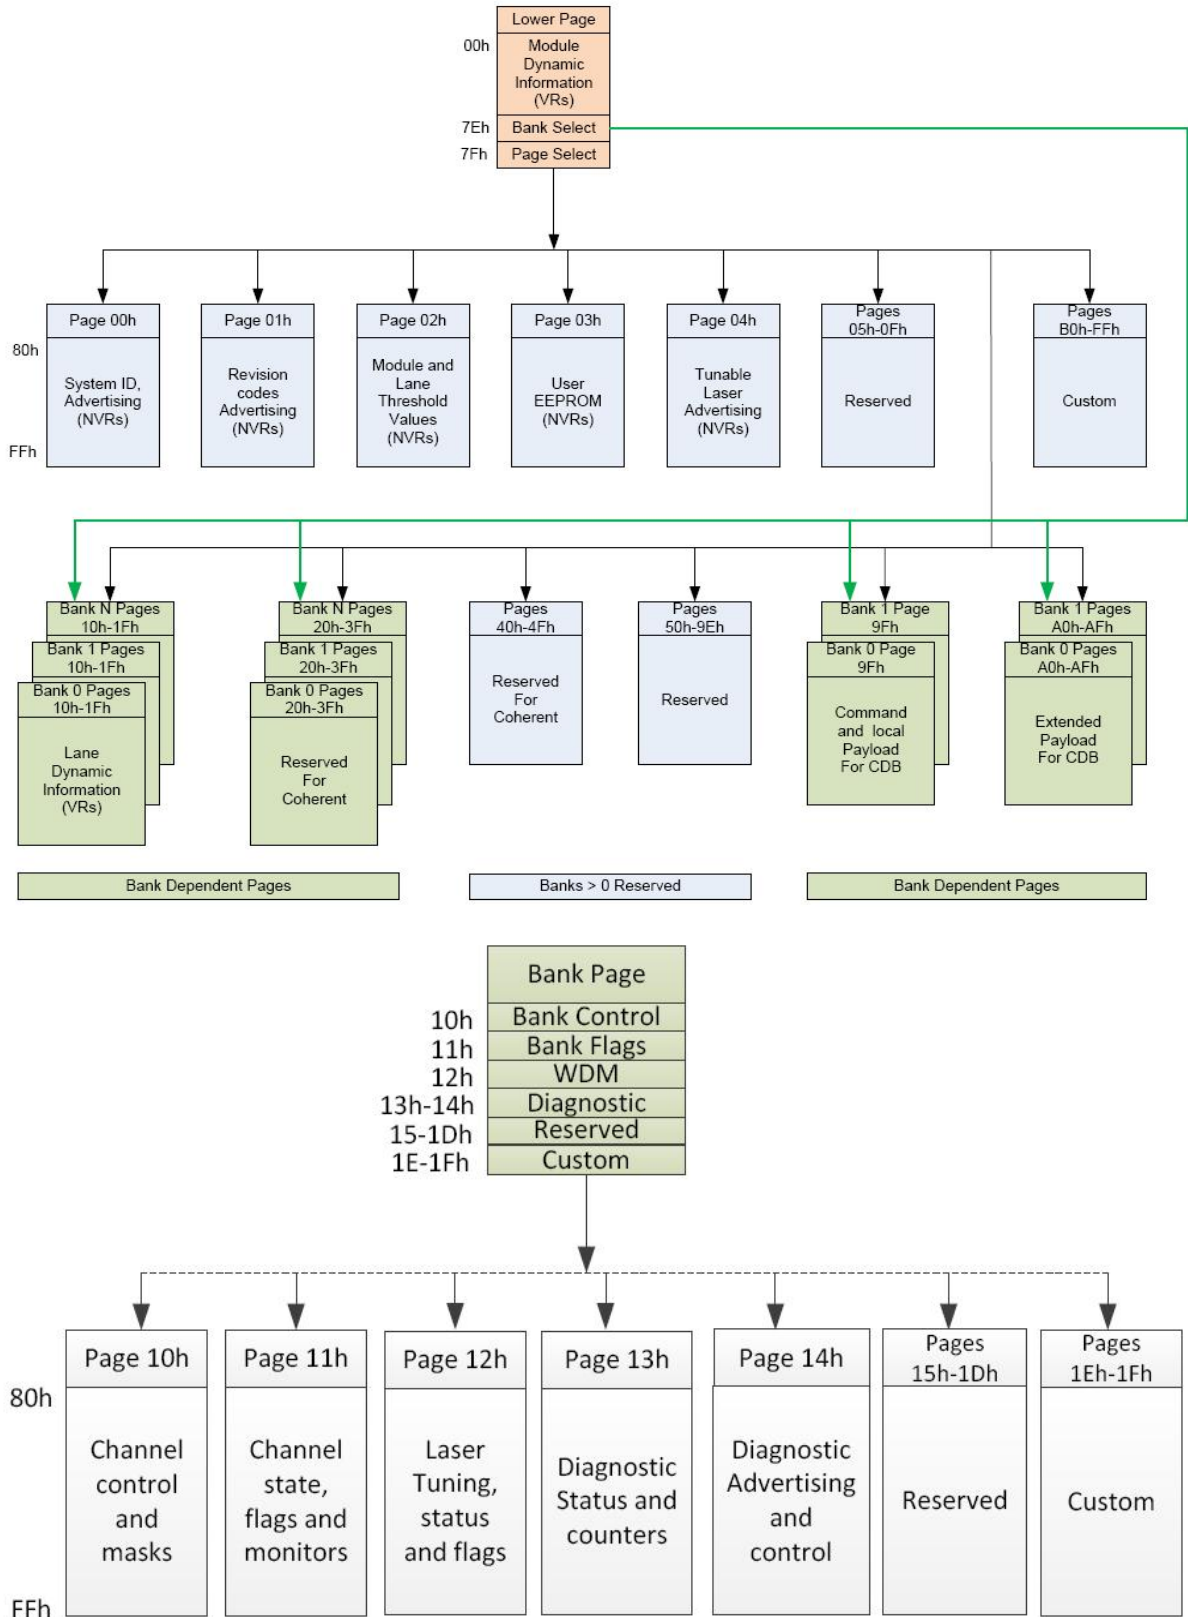 Lower Page
00h
Module
Dynamic
Information
(VRs)
7Eh
Bank Select
7Fh
Page Select
Page 00h
Page 01h
Page 02h
Page 03h
Page 04h
Pages
05h-0Fh
Pages
B0h-FFh
80h
System ID,
Advertising
(NVRs)
Revision
codes
Advertising
(NVRs)
Module and
Lane
Threshold
Values
(NVRs)
User
EEPROM
(NVRs)
Tunable
Laser
Advertising
(NVRs)
Reserved
Custom
FFh
Bank N Pages
10h-1Fh
Bank 1 Pages
10h-1Fh
Bank 0 Pages
10h-1Fh
Lane
Dynamic
Information
(VRs)
Bank N Pages
20h-3Fh
Bank 1 Pages
20h-3Fh
Bank 0 Pages
20h-3Fh
Reserved
For
Coherent
Pages
40h-4Fh
Reserved
For
Coherent
Pages
50h-9Eh
Reserved
Bank 1 Page
9Fh
Bank 0 Page
9Fh
Command
and local
Payload
For CDB
Bank 1 Pages
A0h-AFh
Bank 0 Pages
A0h-AFh
Extended
Payload
For CDB
Bank Dependent Pages
Banks > 0 Reserved
Bank Dependent Pages
Bank Page
10h
Bank Control
11h
Bank Flags
12h
WDM
13h-14h
Diagnostic
15-1Dh
Reserved
1E-1Fh
Custom
Page 10h
Page 11h
Page 12h
Page 13h
Page 14h
Pages
15h-1Dh
Pages
1Eh-1Fh
80h
Channel
control
and
masks
Channel
state,
flags and
monitors
Laser
Tuning,
status
and flags
Diagnostic
Status and
counters
Diagnostic
Advertising
and
control
Reserved
Custom
FFh